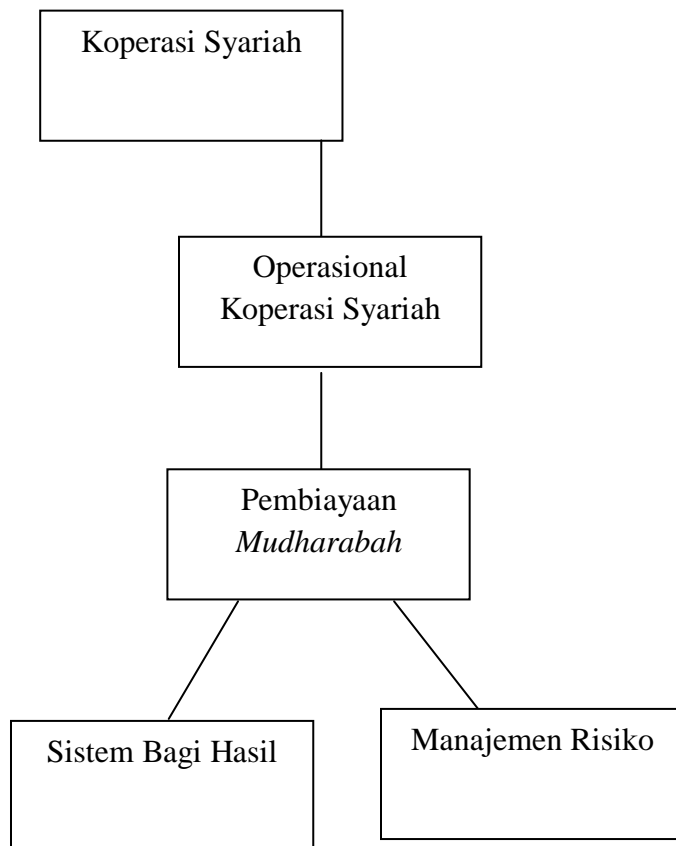 Koperasi Syariah
Operasional
Koperasi Syariah
Pembiayaan
Mudharabah
Sistem Bagi Hasil
Manajemen Risiko